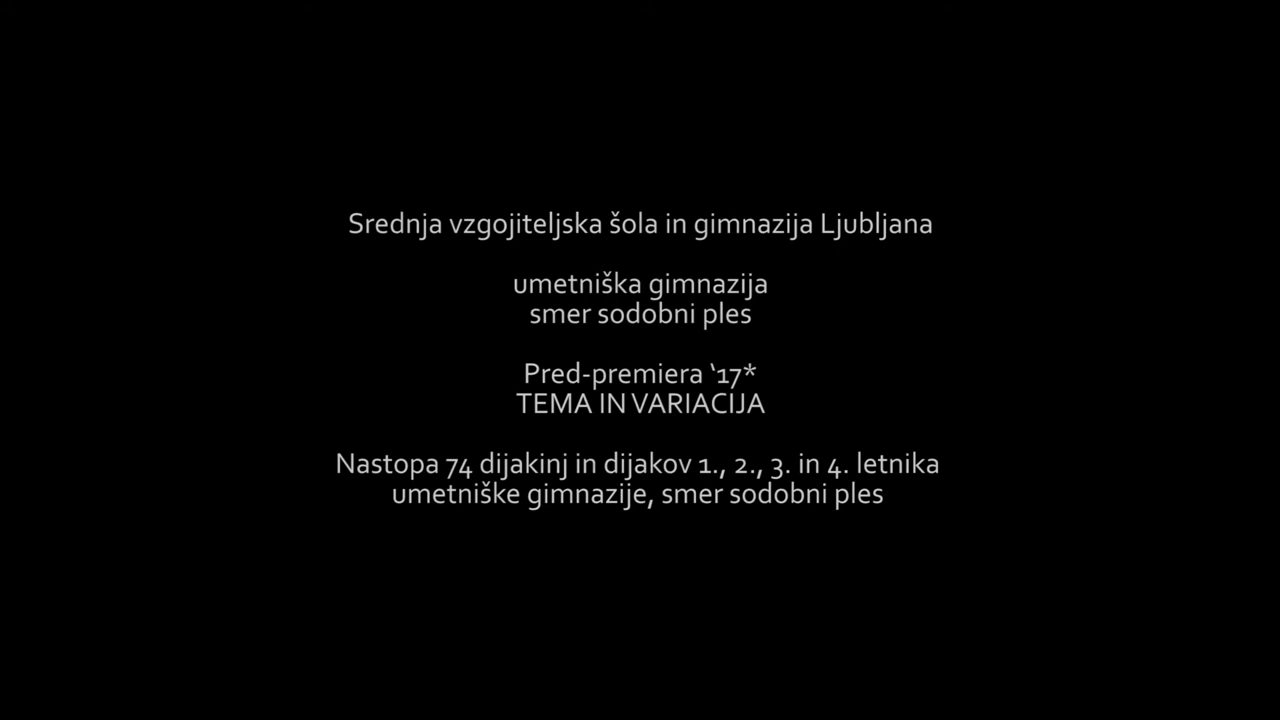 Srednja vzgojiteljska šola in gimnazija Ljubljana
umetniška gimnazija
smer sodobni ples
Pred-premiera ‘17*
TEMA IN VARIACIJA
Nastopa 74 dijakinj in dijakov 1., 2., 3. in 4. letnika
umetniške gimnazije, smer sodobni ples